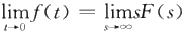 lim f(t) = lim sF(s)
t→0 s→∞